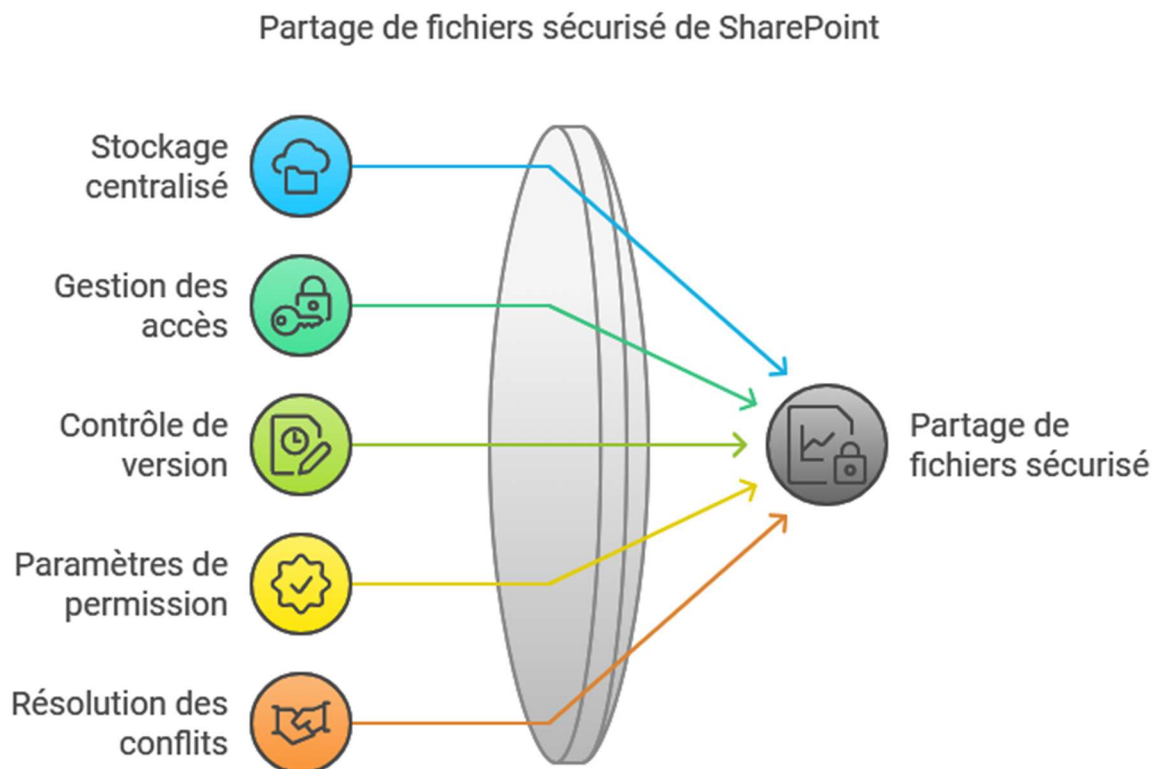 Partage de fichiers sécurisé de SharePoint
Stockage
centralisé
Gestion des
accès
Contrôle de
version
Paramètres de
permission
Résolution des
conflits
Partage de
fichiers sécurisé